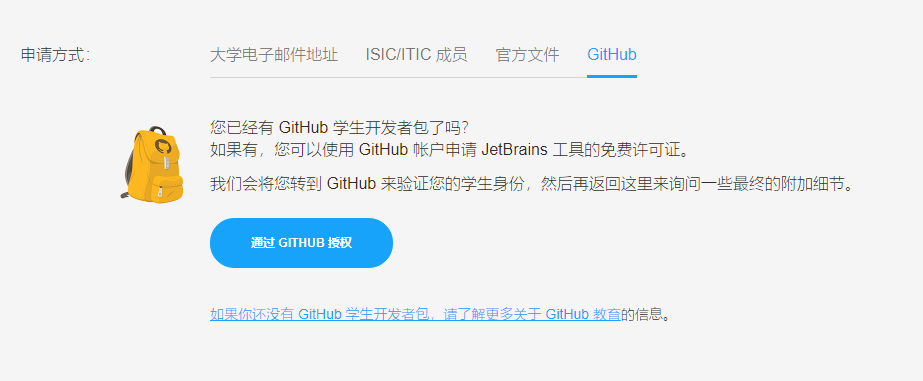 申请方式：
大学电子邮件地址 ISIC/ITIC 成员 官方文件 GitHub
您已经有 GitHub 学生开发者包了吗？
如果有，您可以使用 GitHub 帐户申请 JetBrains 工具的免费许可证。
我们会将您转到 GitHub 来验证您的学生身份，然后再返回这里来询问一些最终的附加细节。
通过 GITHUB 授权
如果你还没有 GitHub 学生开发者包，请了解更多关于 GitHub 教育的信息。